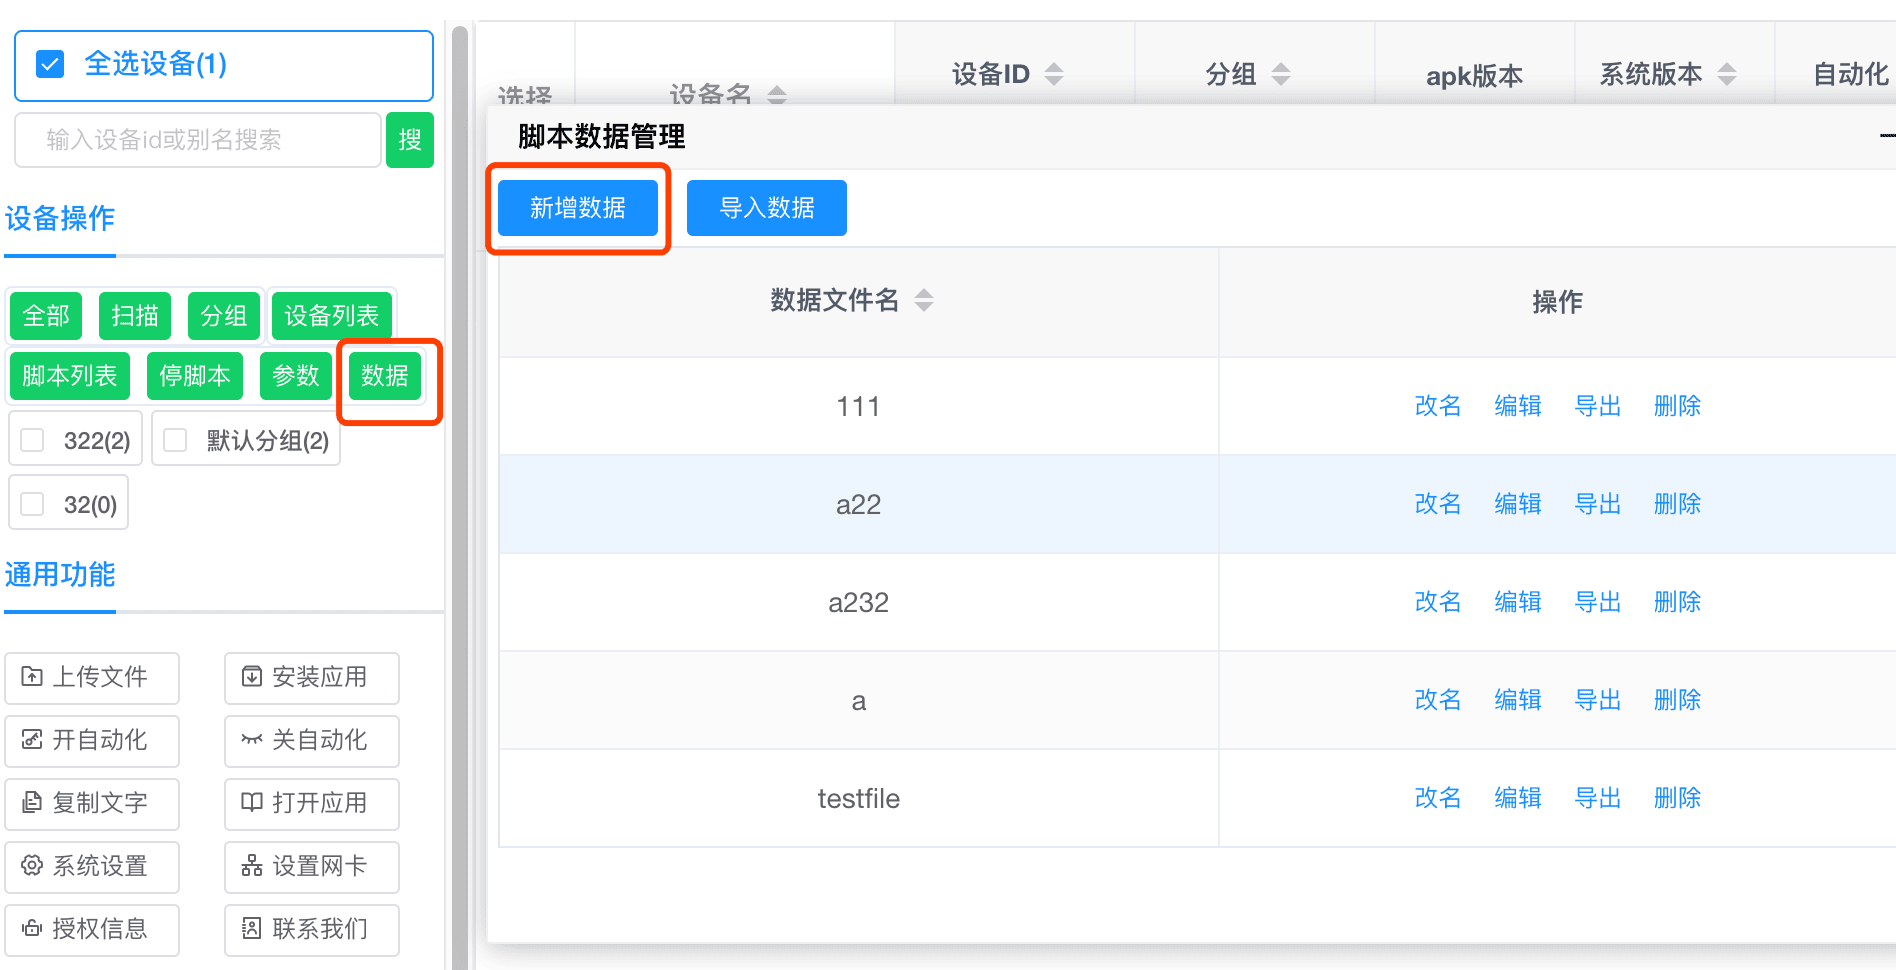 全选设备(1)
输入设备id或别名搜索
搜
设备操作
全部
扫描
分组
设备列表
脚本列表
停脚本
参数
数据
322(2)
默认分组(2)
32(0)
通用功能
上传文件
安装应用
开自动化
关自动化
复制文字
打开应用
系统设置
设置网卡
授权信息
联系我们
选择
设备名
设备ID
分组
apk版本
系统版本
自动化
脚本数据管理
新增数据
导入数据
数据文件名
操作
111
改名 编辑 导出 删除
a22
改名 编辑 导出 删除
a232
改名 编辑 导出 删除
a
改名 编辑 导出 删除
testfile
改名 编辑 导出 删除